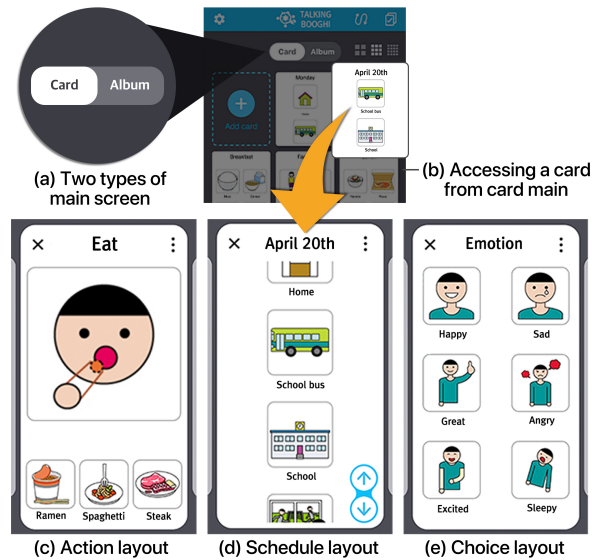 TALKING
BOOGHI
Card Album
Card Album
Monday
April 20th
School bus
School
Add card
Breakfast
(a) Two types of
main screen
(b) Accessing a card
from card main
Eat
Ramen Spaghetti Steak
(c) Action layout
April 20th
Home
School bus
School
(d) Schedule layout
Emotion
Happy Sad
Great Angry
Excited Sleepy
(e) Choice layout